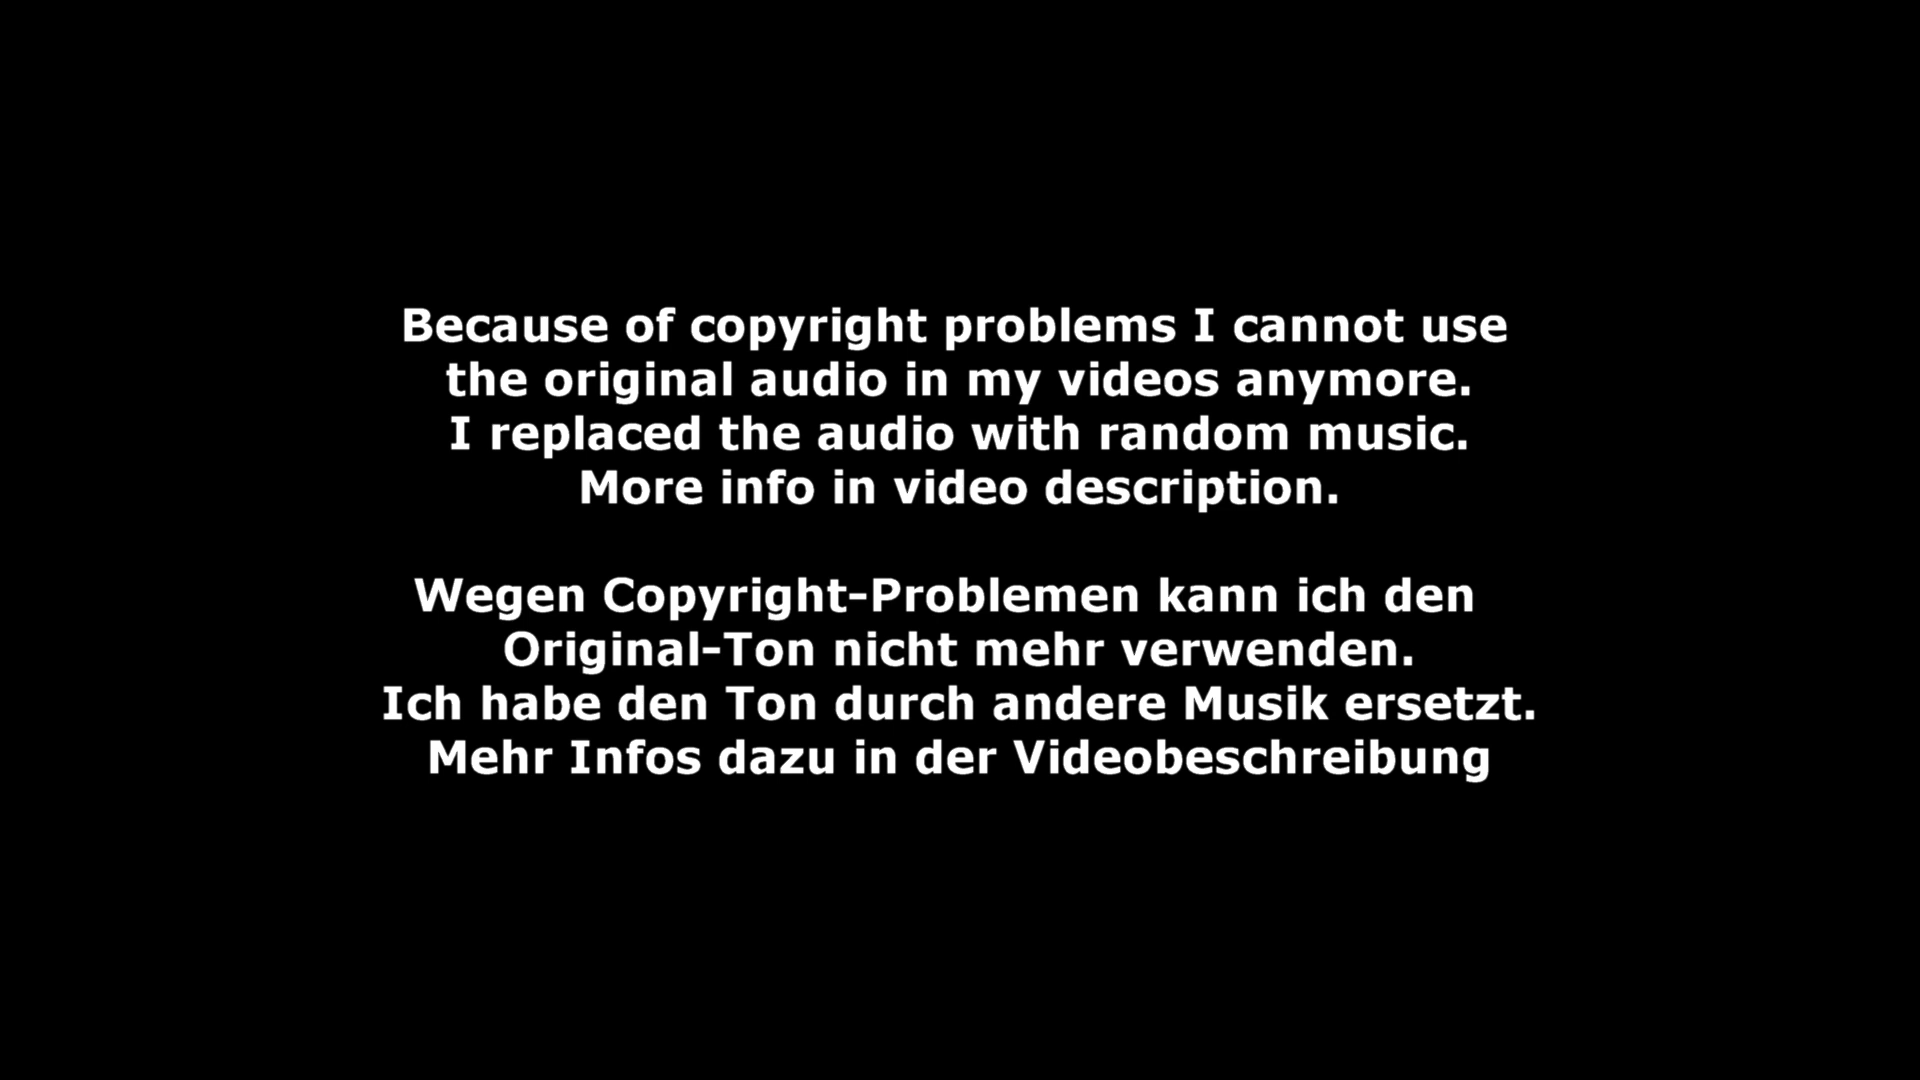 Because of copyright problems I cannot use
the original audio in my videos anymore.
I replaced the audio with random music.
More info in video description.
Wegen Copyright-Problemen kann ich den
Original-Ton nicht mehr verwenden.
Ich habe den Ton durch andere Musik ersetzt.
Mehr Infos dazu in der Videobeschreibung